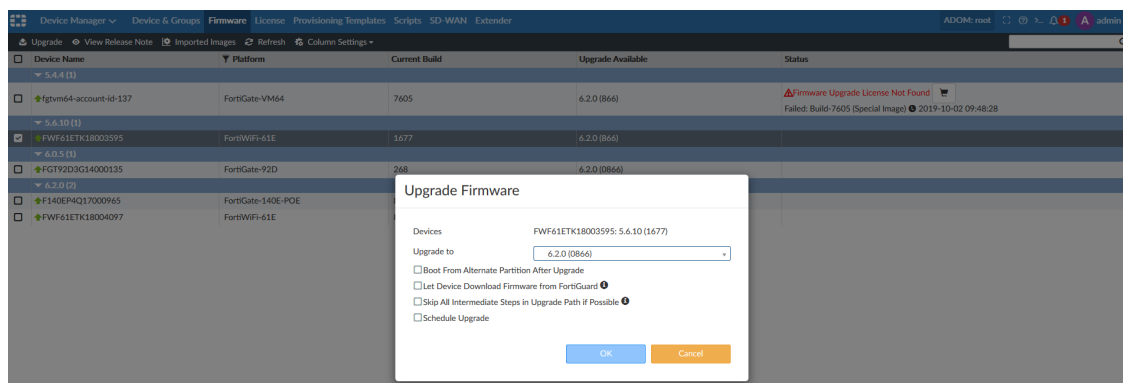 Device Manager Device & Groups Firmware License Provisioning Templates Scripts SD-WAN Extender ADOM: root 1 A admin
Upgrade View Release Note Imported Images Refresh Column Settings
Device Name Platform Current Build Upgrade Available Status
5.4.4 (1)
fgtvm64-account-id-137 FortiGate-VM64 7605 6.2.0 (866) Firmware Upgrade License Not Found
Failed: Build-7605 (Special Image) 2019-10-02 09:48:28
5.6.10 (1)
FWF61ETK18003595 FortiWiFi-61E 1677 6.2.0 (866)
6.0.5 (1)
FGT92D3G14000135 FortiGate-92D 268 6.2.0 (0866)
6.2.0 (2)
F140EP4Q17000965 FortiGate-140E-POE
FWF61ETK18004097 FortiWiFi-61E
Upgrade Firmware
Devices FWF61ETK18003595: 5.6.10 (1677)
Upgrade to 6.2.0 (0866)
Boot From Alternate Partition After Upgrade
Let Device Download Firmware from FortiGuard
Skip All Intermediate Steps in Upgrade Path if Possible
Schedule Upgrade
OK Cancel